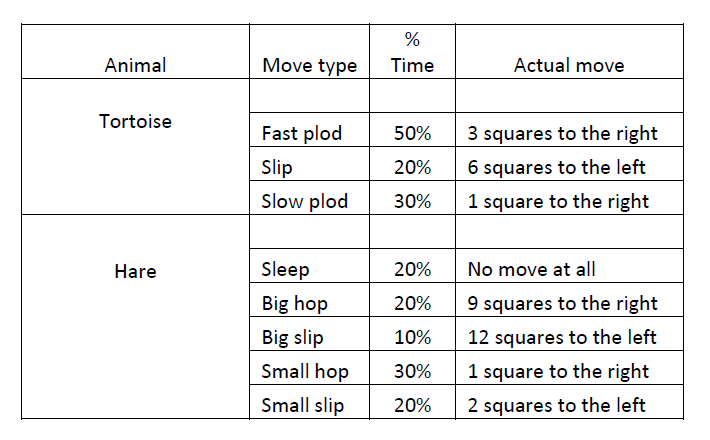 Animal Move type % Time Actual move
Tortoise
Fast plod 50% 3 squares to the right
Slip 20% 6 squares to the left
Slow plod 30% 1 square to the right
Hare
Sleep 20% No move at all
Big hop 20% 9 squares to the right
Big slip 10% 12 squares to the left
Small hop 30% 1 square to the right
Small slip 20% 2 squares to the left